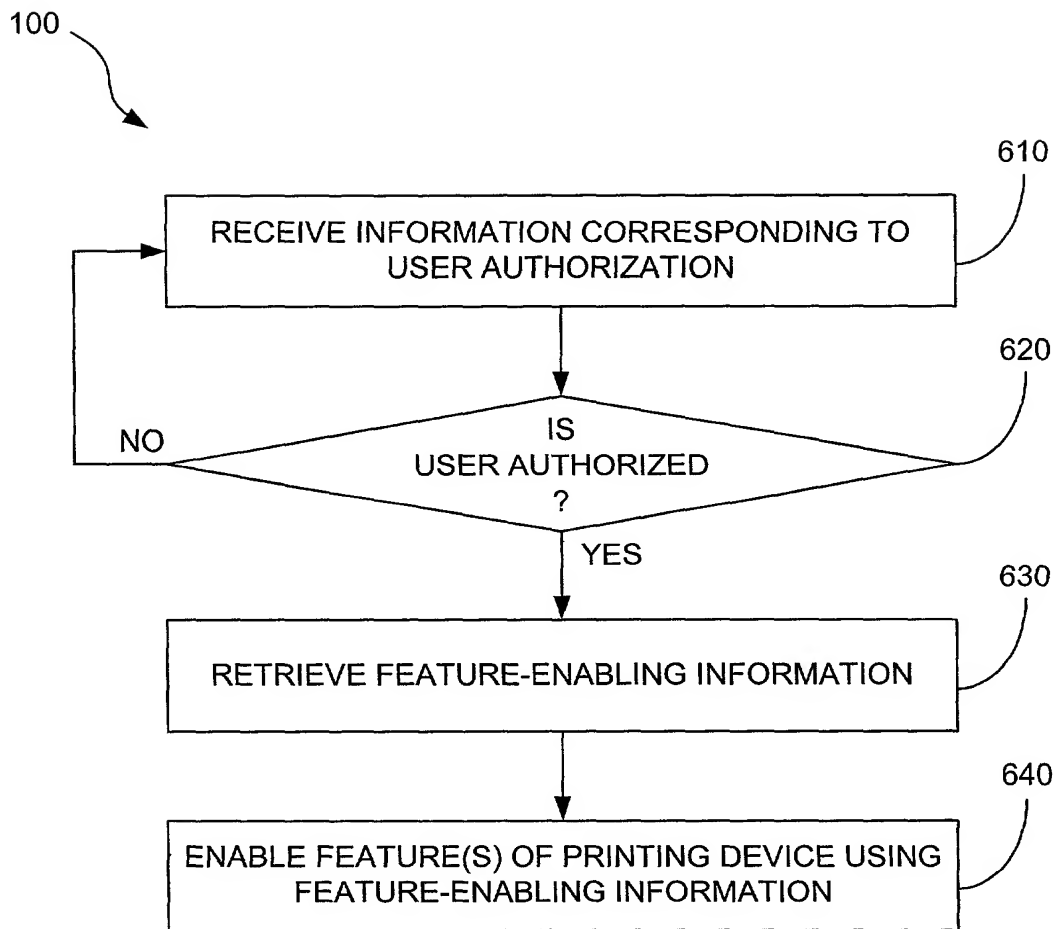 100
610
RECEIVE INFORMATION CORRESPONDING TO
USER AUTHORIZATION
620
IS
USER AUTHORIZED
?
NO
YES
630
RETRIEVE FEATURE-ENABLING INFORMATION
640
ENABLE FEATURE(S) OF PRINTING DEVICE USING
FEATURE-ENABLING INFORMATION